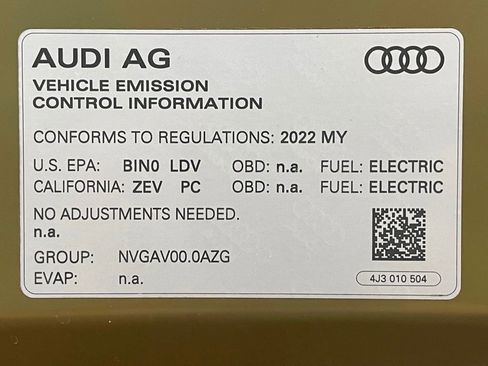 AUDI AG
VEHICLE EMISSION
CONTROL INFORMATION
CONFORMS TO REGULATIONS: 2022 MY
U.S. EPA: BIN0 LDV OBD: n.a. FUEL: ELECTRIC
CALIFORNIA: ZEV PC OBD: n.a. FUEL: ELECTRIC
NO ADJUSTMENTS NEEDED.
n.a.
GROUP: NVGAV00.0AZG
EVAP: n.a.
4J3 010 504